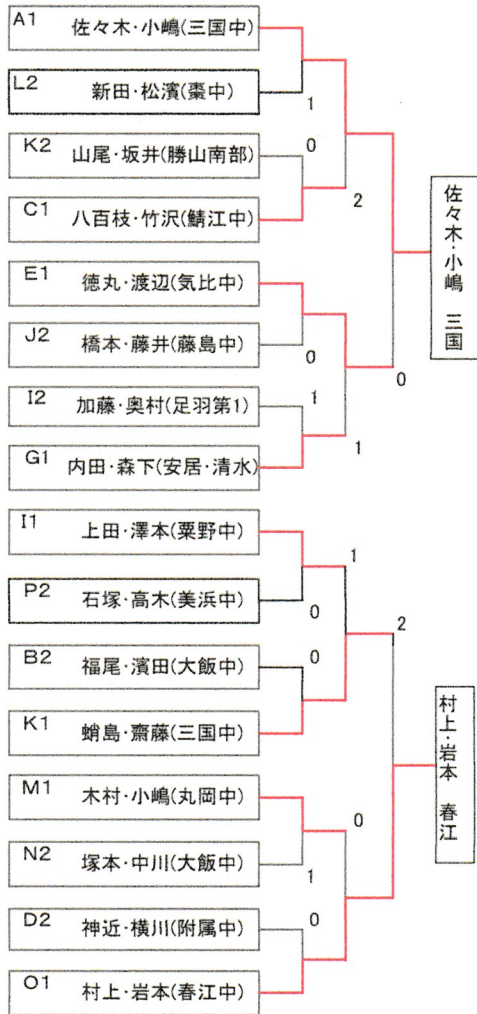 A1 佐々木・小嶋(三国中)
L2 新田・松濱(棗中)
1
0
K2 山尾・坂井(勝山南部)
2
C1 八百枝・竹沢(鯖江中)
佐々木・小嶋 三国
E1 徳丸・渡辺(気比中)
J2 橋本・藤井(藤島中)
0
0
I2 加藤・奥村(足羽第1)
1
1
G1 内田・森下(安居・清水)
I1 上田・澤本(粟野中)
1
P2 石塚・高木(美浜中)
0
2
B2 福尾・濱田(大飯中)
0
K1 蛸島・齋藤(三国中)
村上・岩本 春江
M1 木村・小嶋(丸岡中)
0
N2 塚本・中川(大飯中)
1
D2 神近・横川(附属中)
0
O1 村上・岩本(春江中)